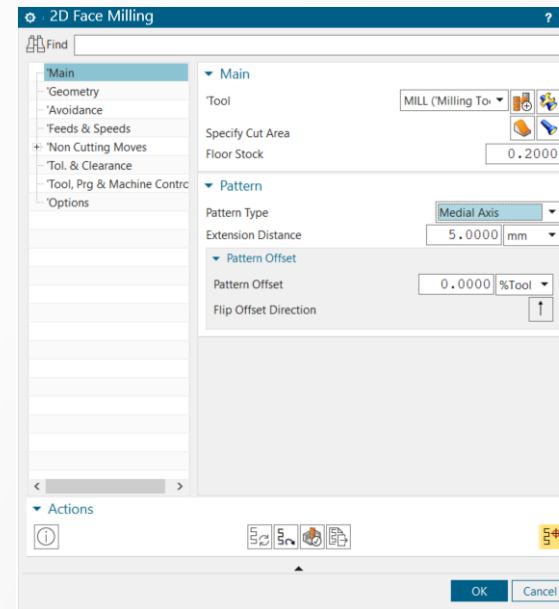 2D Face Milling
?
Find
'Main
'Geometry
'Avoidance
'Feeds & Speeds
'Non Cutting Moves
'Tol. & Clearance
'Tool, Prg & Machine Contrc
'Options
Main
'Tool
MILL ('Milling To
Specify Cut Area
Floor Stock
0.2000
Pattern
Pattern Type
Medial Axis
Extension Distance
5.0000 mm
Pattern Offset
Pattern Offset
0.0000 %Tool
Flip Offset Direction
Actions
OK
Cancel